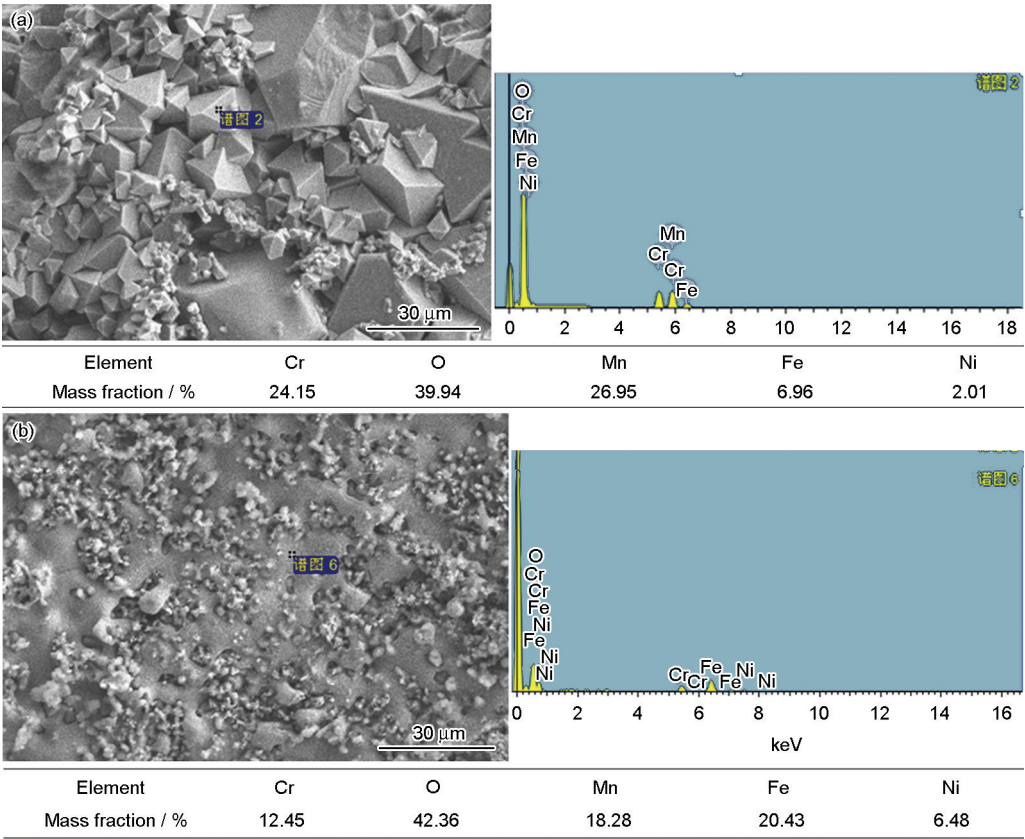 (a)
谱图 2
30 μm
谱图 2
O
Cr
Mn
Fe
Ni
Mn
Cr
Cr
Fe
0 2 4 6 8 10 12 14 16 18
Element Cr O Mn Fe Ni
Mass fraction / % 24.15 39.94 26.95 6.96 2.01
(b)
谱图 6
30 μm
谱图 6
O
Cr
Cr
Fe
Ni
Fe
Ni
Ni
Cr Cr Fe Fe Ni Ni
0 2 4 6 8 10 12 14 16
keV
Element Cr O Mn Fe Ni
Mass fraction / % 12.45 42.36 18.28 20.43 6.48